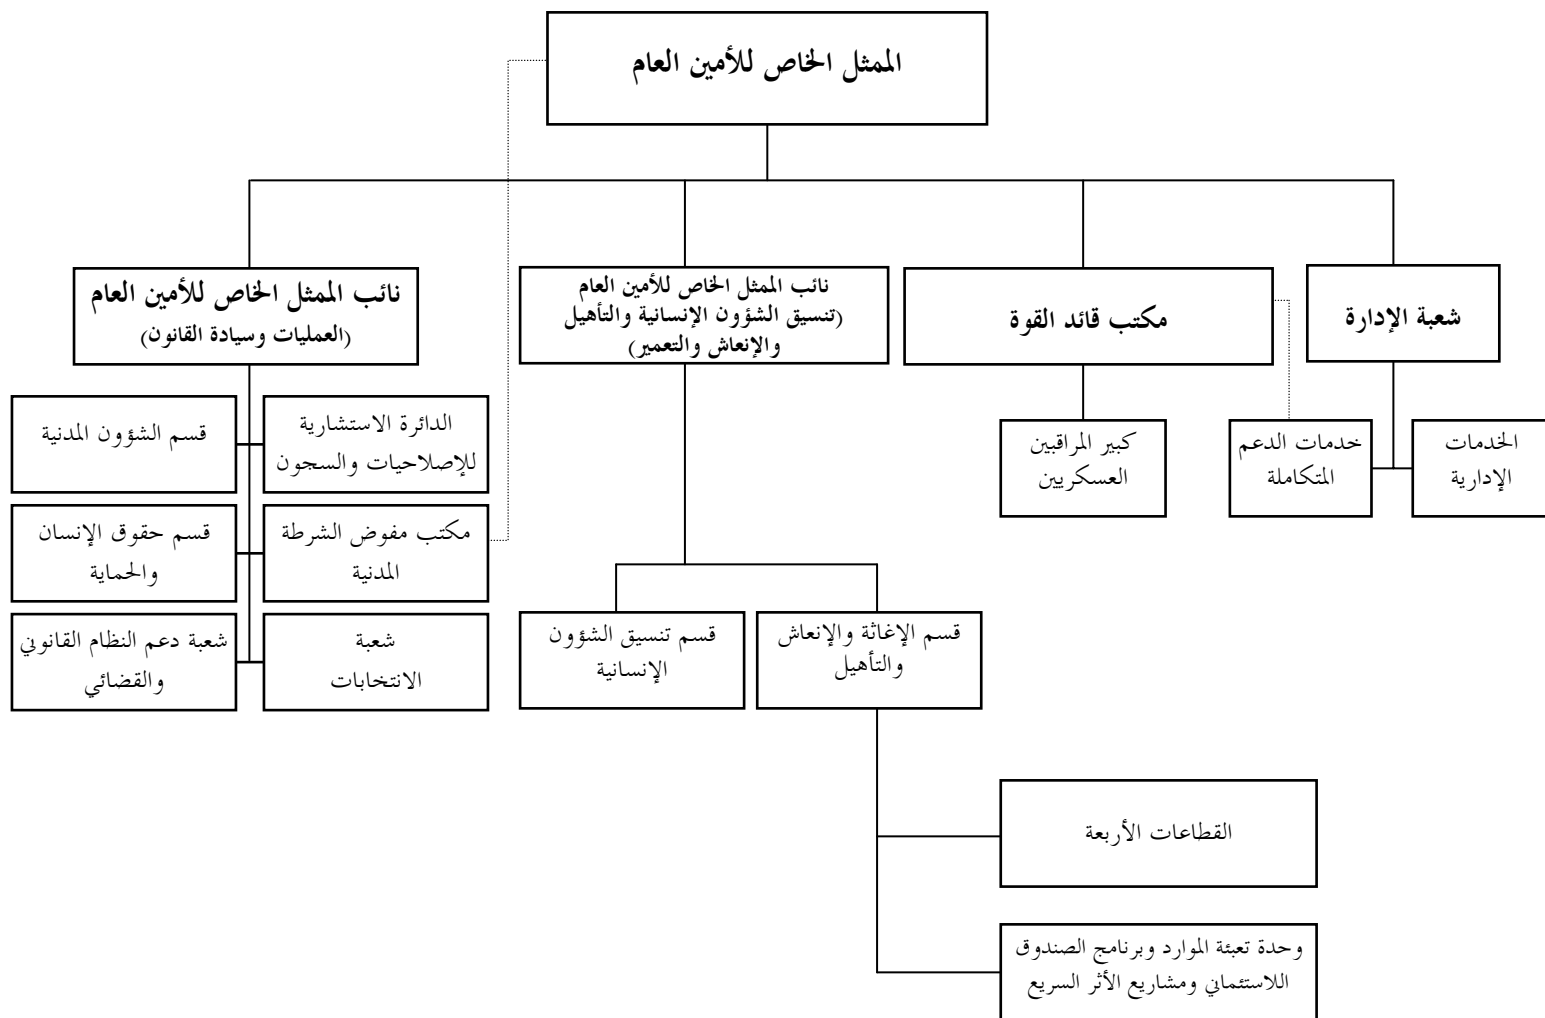 الممثل الخاص للأمين العام
شعبة الإدارة
مكتب قائد القوة
نائب الممثل الخاص للأمين العام
(تنسيق الشؤون الإنسانية والتأهيل
والإنعاش والتعمير)
نائب الممثل الخاص للأمين العام
(العمليات وسيادة القانون)
الخدمات
الإدارية
خدمات الدعم
المتكاملة
كبير المراقبين
العسكريين
الدائرة الاستشارية
للإصلاحيات والسجون
قسم الشؤون المدنية
مكتب مفوض الشرطة
المدنية
قسم حقوق الإنسان
والحماية
شعبة
الانتخابات
شعبة دعم النظام القانوني
والقضائي
قسم الإغاثة والإنعاش
والتأهيل
قسم تنسيق الشؤون
الإنسانية
القطاعات الأربعة
وحدة تعبئة الموارد وبرنامج الصندوق
اللاستئماني ومشاريع الأثر السريع